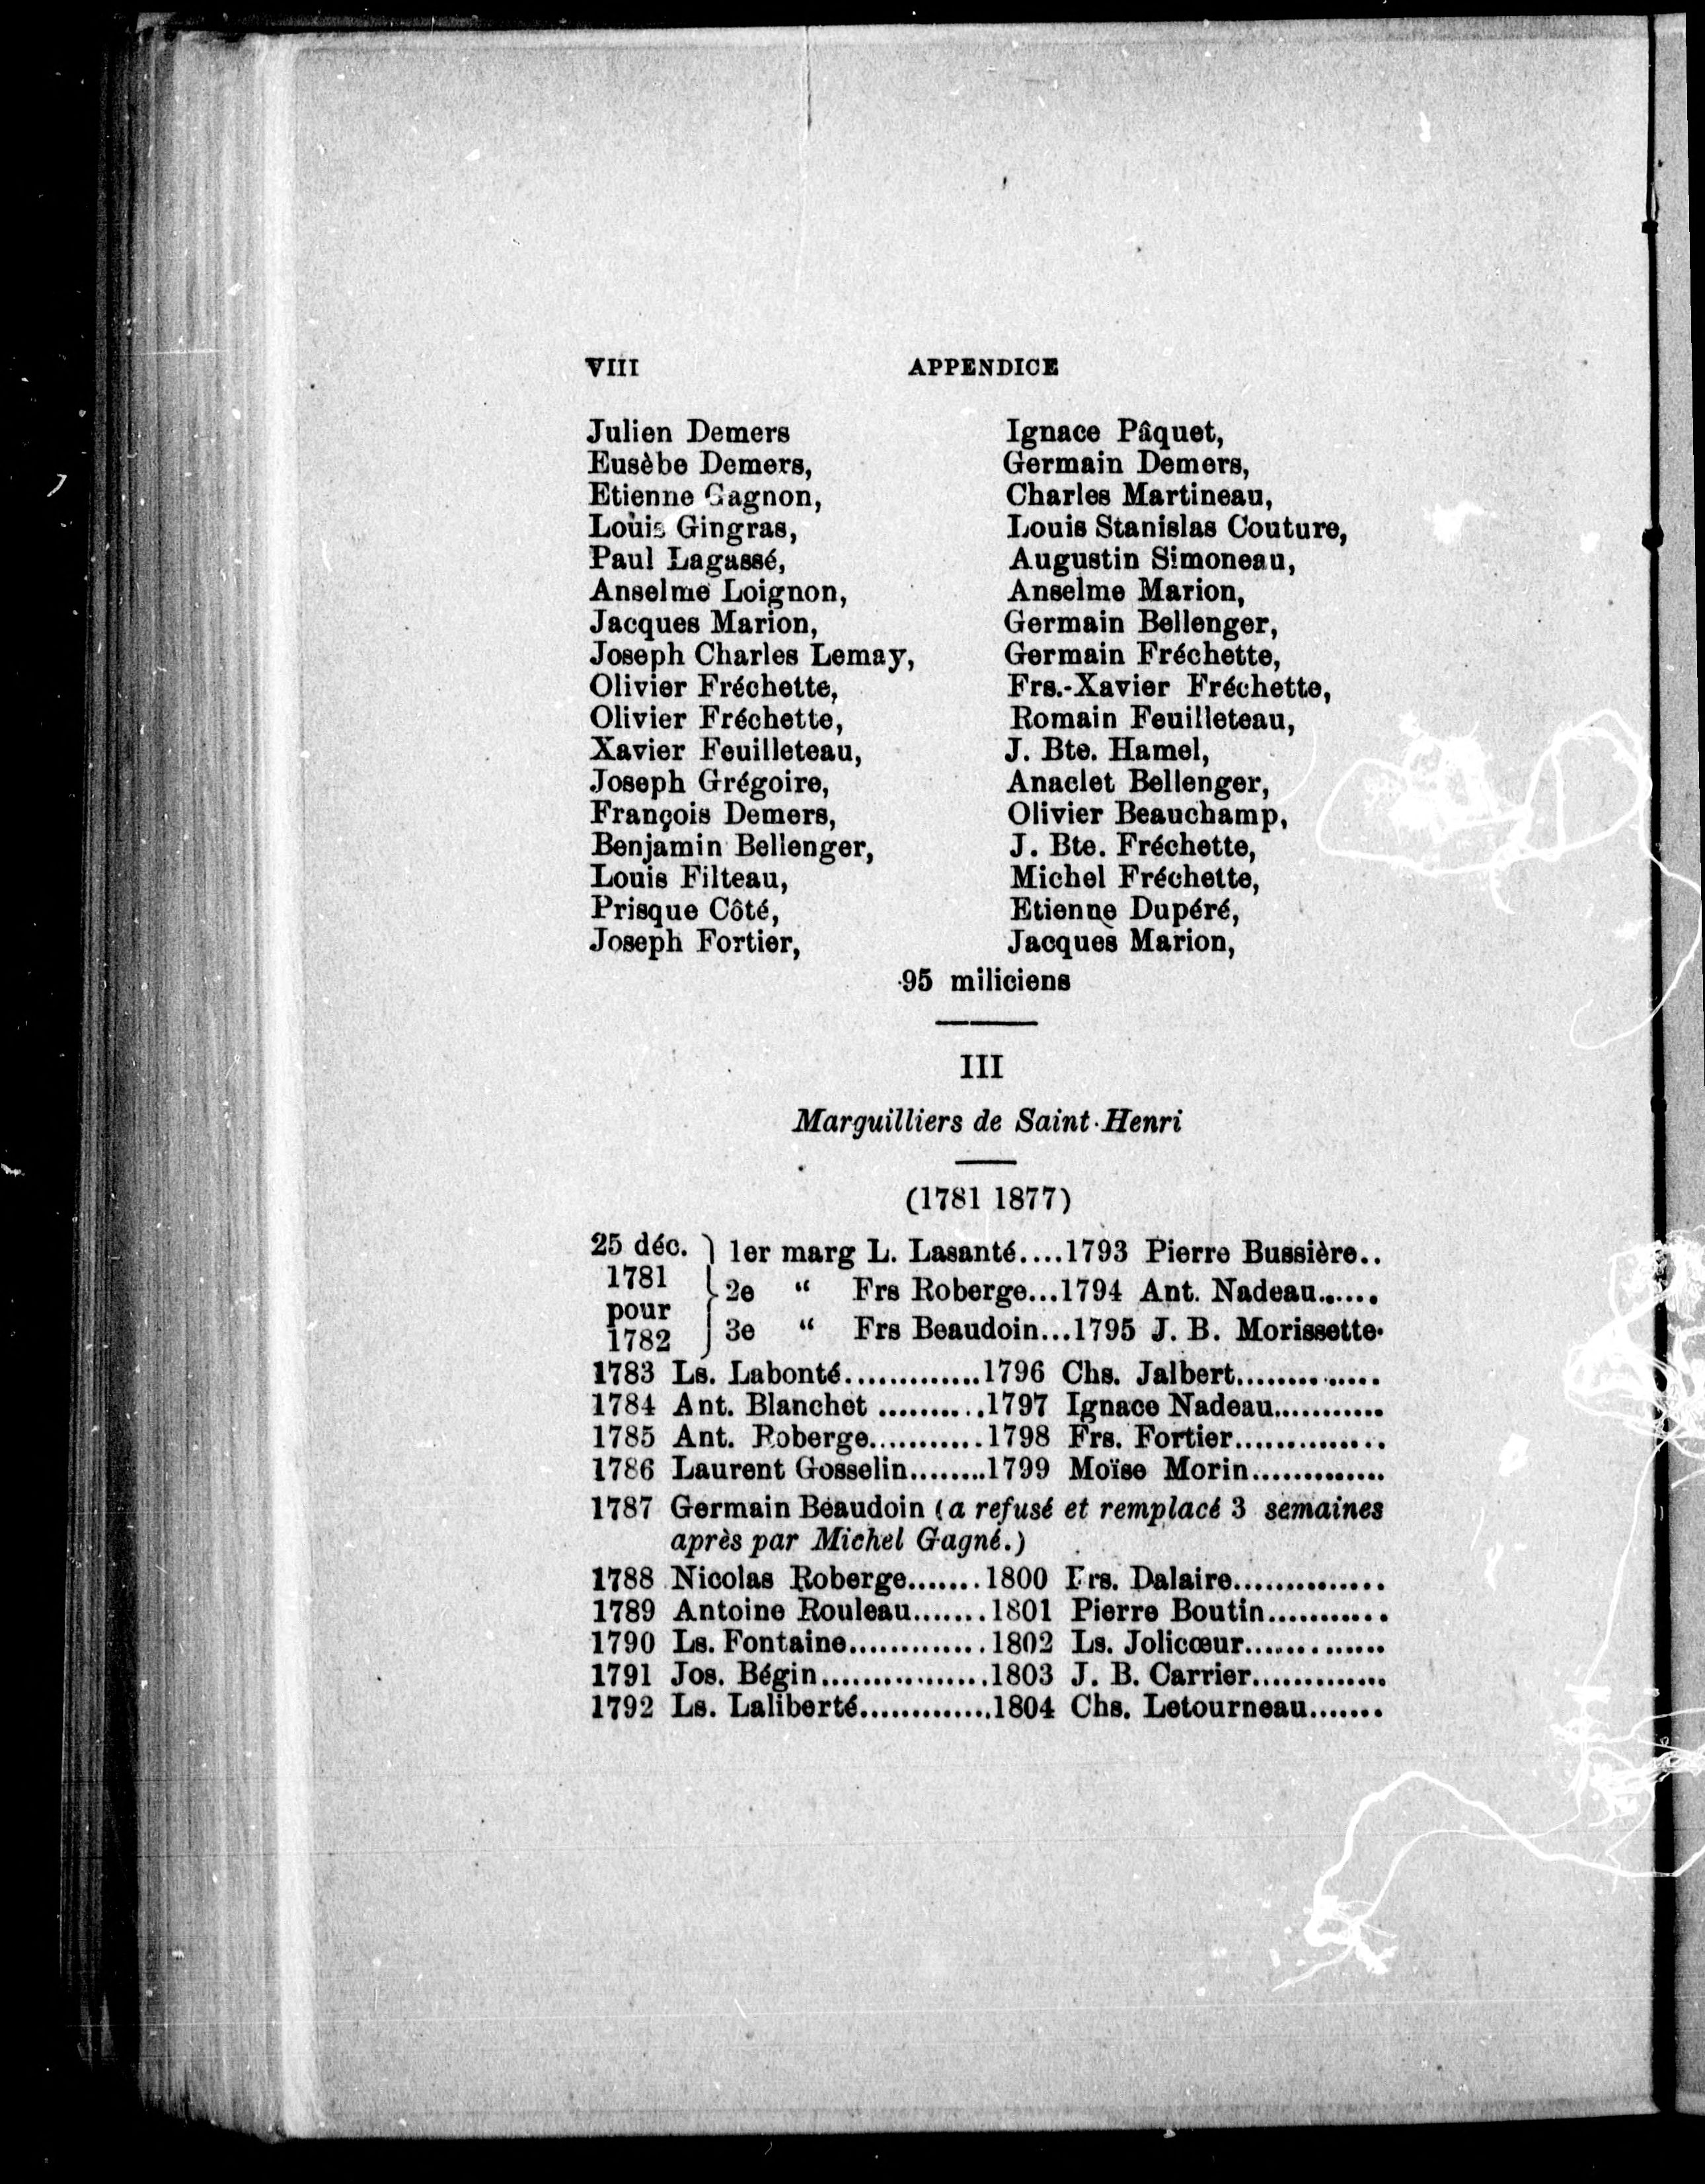 VIII APPENDICE
Julien Demers Ignace Pâquet,
Eusèbe Demers, Germain Demers,
Etienne Gagnon, Charles Martineau,
Louis Gingras, Louis Stanislas Couture,
Paul Lagassé, Augustin Simoneau,
Anselme Loignon, Anselme Marion,
Jacques Marion, Germain Bellenger,
Joseph Charles Lemay, Germain Fréchette,
Olivier Fréchette, Frs.-Xavier Fréchette,
Olivier Fréchette, Romain Feuilleteau,
Xavier Feuilleteau, J. Bte. Hamel,
Joseph Grégoire, Anaclet Bellenger,
François Demers, Olivier Beauchamp,
Benjamin Bellenger, J. Bte. Fréchette,
Louis Filteau, Michel Fréchette,
Prisque Côté, Etienne Dupéré,
Joseph Fortier, Jacques Marion,
95 miliciens
III
Marguilliers de Saint-Henri
(1781 1877)
25 déc. 1er marg L. Lasanté....1793 Pierre Bussière..
1781
2e “ Frs Roberge...1794 Ant. Nadeau......
pour
3e “ Frs Beaudoin...1795 J. B. Morissette.
1782
1783 Ls. Labonté.............1796 Chs. Jalbert..............
1784 Ant. Blanchet ..........1797 Ignace Nadeau...........
1785 Ant. Roberge...........1798 Frs. Fortier..............
1786 Laurent Gosselin........1799 Moïse Morin.............
1787 Germain Beaudoin (a refusé et remplacé 3 semaines
après par Michel Gagné.)
1788 Nicolas Roberge.......1800 Frs. Dalaire..............
1789 Antoine Rouleau.......1801 Pierre Boutin...........
1790 Ls. Fontaine.............1802 Ls. Jolicœur..............
1791 Jos. Bégin................1803 J. B. Carrier.............
1792 Ls. Laliberté.............1804 Chs. Letourneau.......